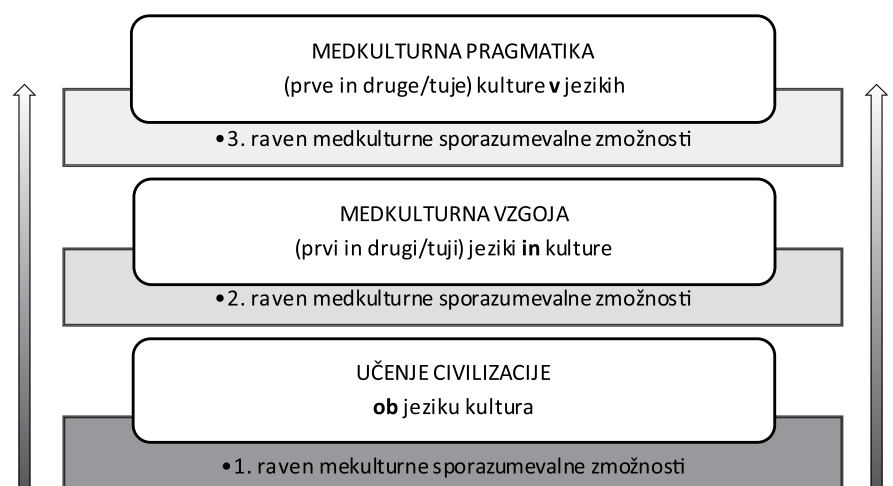 MEDKULTURNA PRAGMATIKA
(prve in druge/tuje) kulture v jezikih
•3. raven medkulturne sporazumevalne zmožnosti
MEDKULTURNA VZGOJA
(prvi in drugi/tuji) jeziki in kulture
•2. raven medkulturne sporazumevalne zmožnosti
UČENJE CIVILIZACIJE
ob jeziku kultura
•1. raven mekulturne sporazumevalne zmožnosti